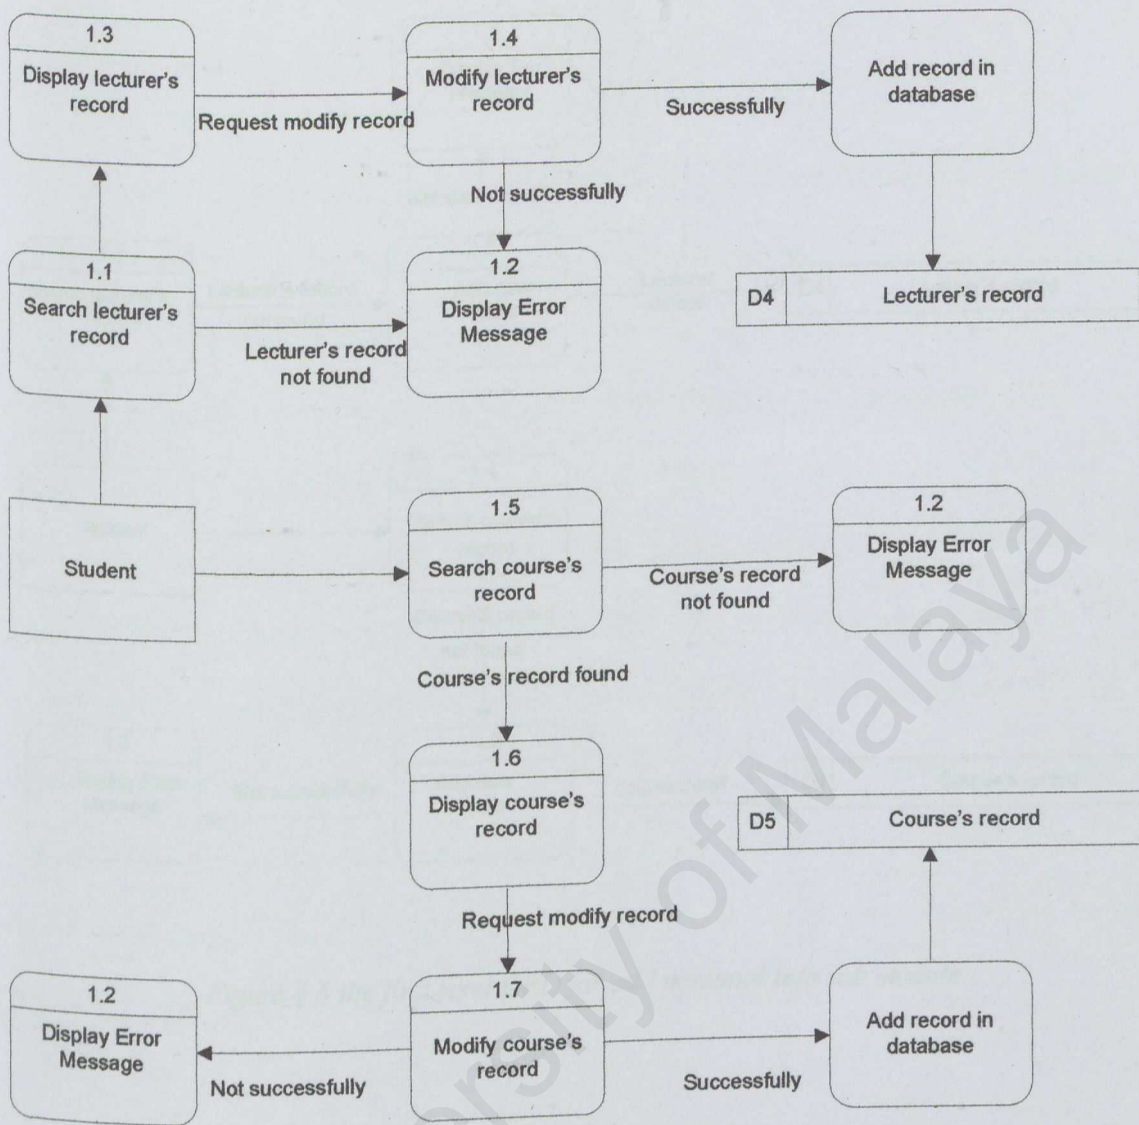 1.3
Display lecturer's
record
Request modify record
1.4
Modify lecturer's
record
Successfully
Add record in
database
Not successfully
1.1
Search lecturer's
record
Lecturer's record
not found
1.2
Display Error
Message
D4
Lecturer's record
Student
1.5
Search course's
record
Course's record
not found
1.2
Display Error
Message
Course's record found
1.6
Display course's
record
D5
Course's record
Request modify record
1.2
Display Error
Message
Not successfully
1.7
Modify course's
record
Successfully
Add record in
database
ersity of Malaya